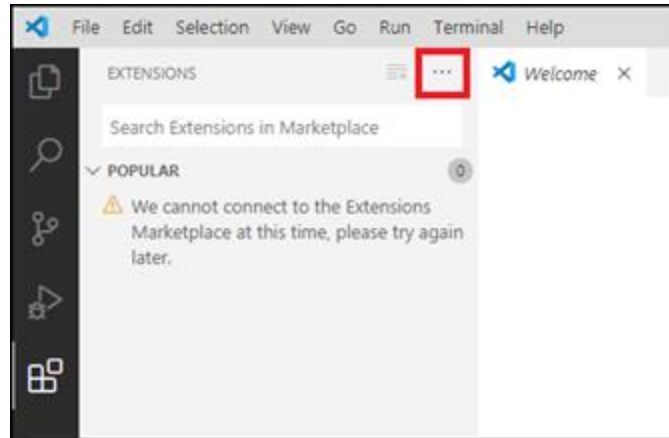 File Edit Selection View Go Run Terminal Help
EXTENSIONS
Welcome
Search Extensions in Marketplace
POPULAR
0
We cannot connect to the Extensions
Marketplace at this time, please try again
later.